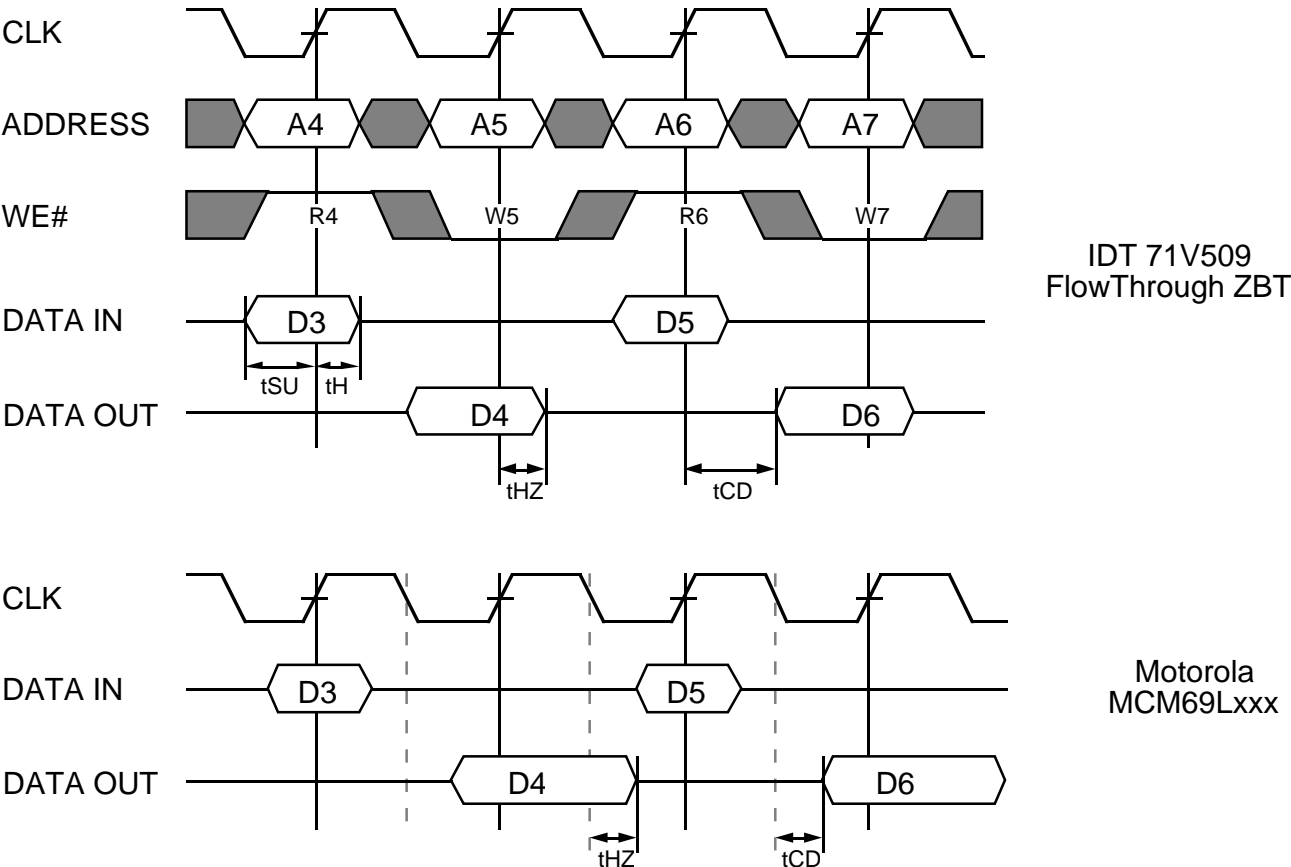 CLK
ADDRESS A4 A5 A6 A7
WE# R4 W5 R6 W7
IDT 71V509
FlowThrough ZBT
DATA IN D3 D5
tSU tH
DATA OUT D4 D6
tHZ tCD
CLK
DATA IN D3 D5
Motorola
MCM69Lxxx
DATA OUT D4 D6
tHZ tCD